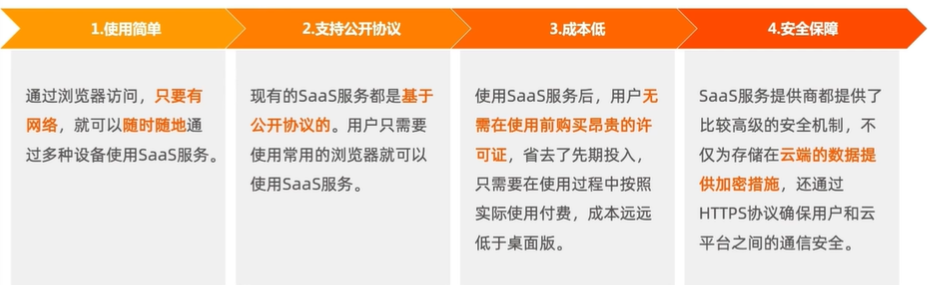 1.使用简单
2.支持公开协议
3.成本低
4.安全保障
通过浏览器访问，只要有
网络，就可以随时随地通
过多种设备使用SaaS服务。
现有的SaaS服务都是基于
公开协议的。用户只需要
使用常用的浏览器就可以
使用SaaS服务。
使用SaaS服务后，用户无
需在使用前购买昂贵的许
可证，省去了先期投入，
只需要在使用过程中按照
实际使用付费，成本远远
低于桌面版。
SaaS服务提供商都提供了
比较高级的安全机制，不
仅为存储在云端的数据提
供加密措施，还通过
HTTPS协议确保用户和云
平台之间的通信安全。